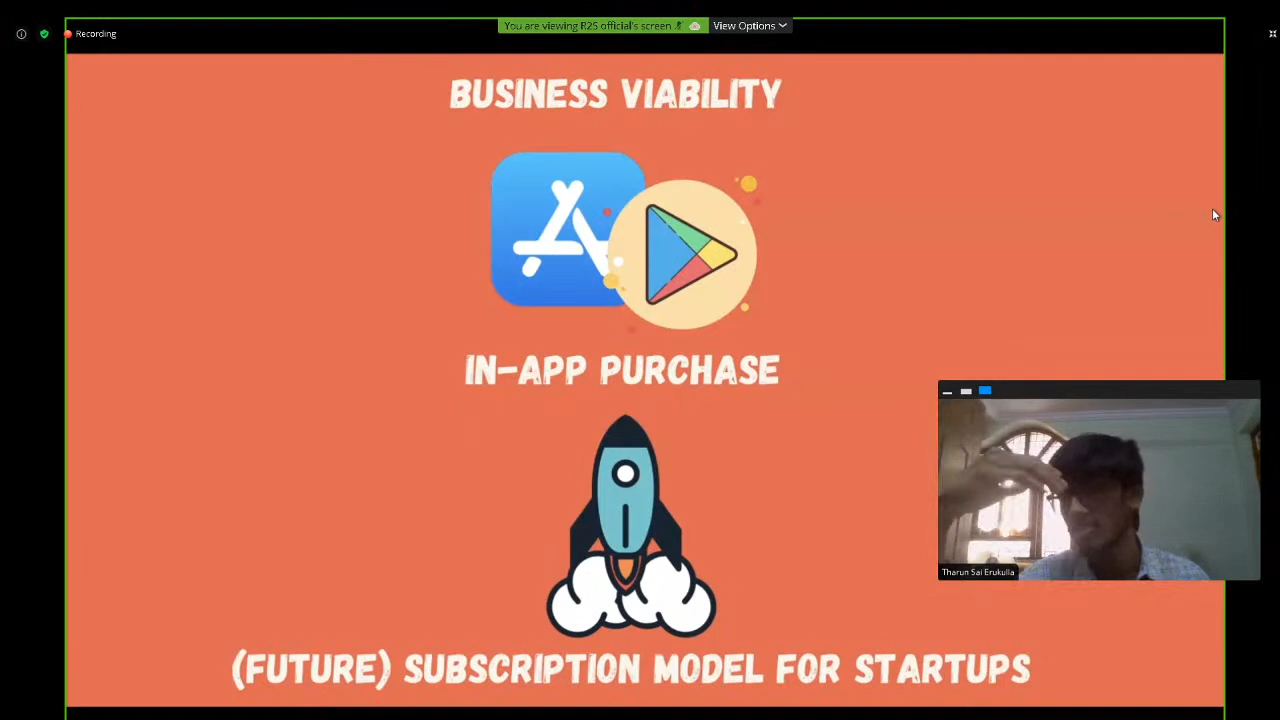 You are viewing R2S official's screen
View Options
Recording
BUSINESS VIABILITY
IN-APP PURCHASE
Tharun Sai Erukulla
(FUTURE) SUBSCRIPTION MODEL FOR STARTUPS